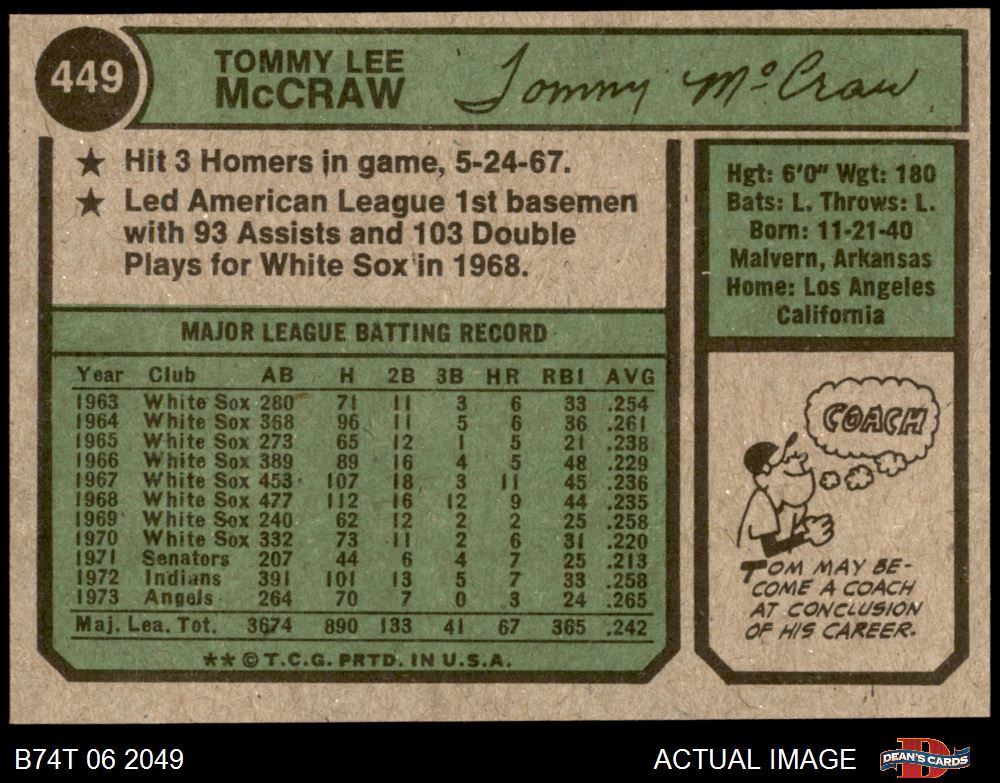 449
TOMMY LEE
McCRAW
Tommy McCraw
★ Hit 3 Homers in game, 5-24-67.
★ Led American League 1st basemen
with 93 Assists and 103 Double
Plays for White Sox in 1968.
MAJOR LEAGUE BATTING RECORD
Year Club AB H 2B 3B HR RBI AVG
1963 White Sox 280 71 11 3 6 33 .254
1964 White Sox 368 96 11 5 6 36 .261
1965 White Sox 273 65 12 1 5 21 .238
1966 White Sox 389 89 16 4 5 48 .229
1967 White Sox 453 107 18 3 11 45 .236
1968 White Sox 477 112 16 12 9 44 .235
1969 White Sox 240 62 12 2 2 25 .258
1970 White Sox 332 73 11 2 6 31 .220
1971 Senators 207 44 6 4 7 25 .213
1972 Indians 391 101 13 5 7 33 .258
1973 Angels 264 70 7 0 3 24 .265
Maj. Lea. Tot. 3674 890 133 41 67 365 .242
** © T.C.G. PRTD. IN U.S.A.
Hgt: 6'0" Wgt: 180
Bats: L. Throws: L.
Born: 11-21-40
Malvern, Arkansas
Home: Los Angeles
California
COACH
TOM MAY BE-
COME A COACH
AT CONCLUSION
OF HIS CAREER.
B74T 06 2049
ACTUAL IMAGE
D
DEAN'S CARDS